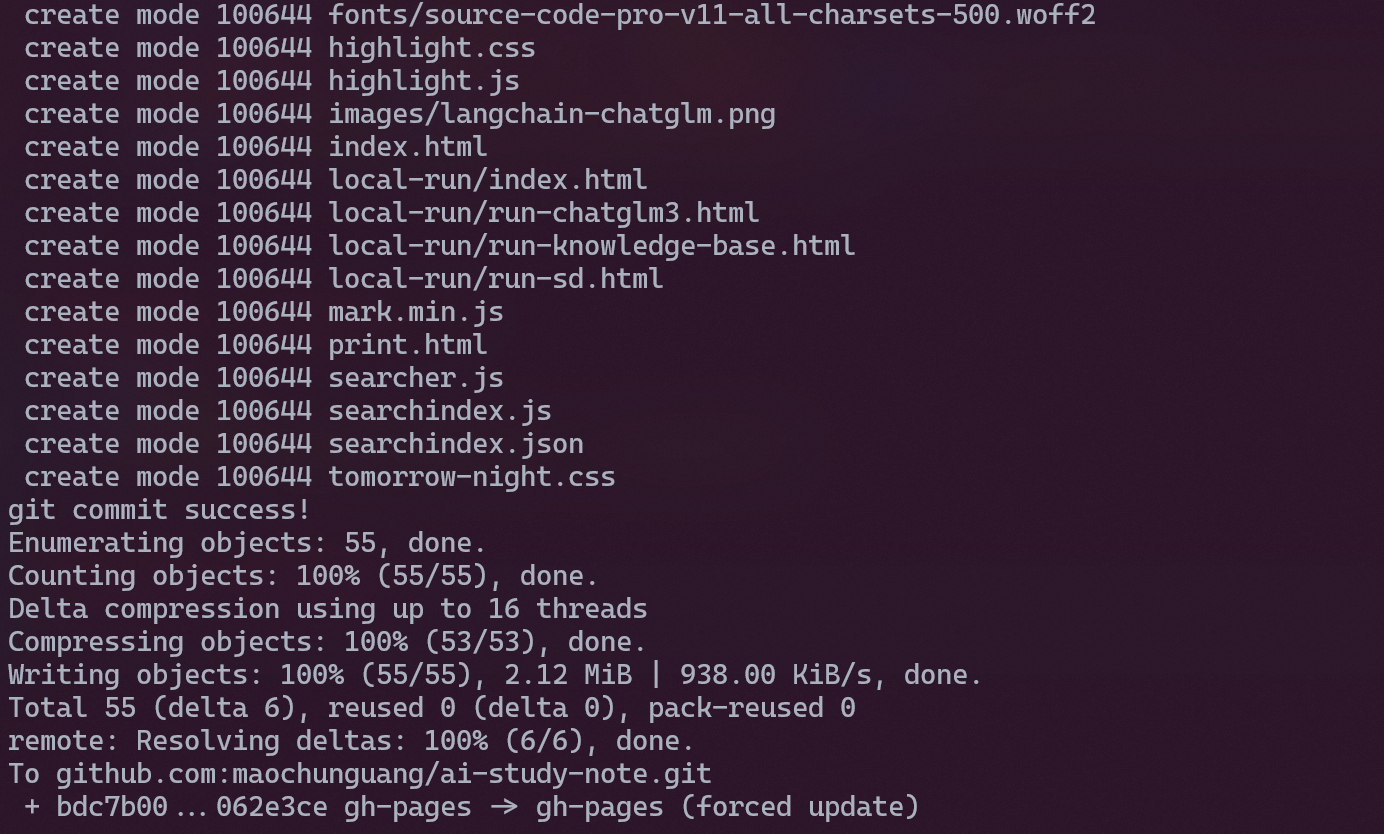 create mode 100644 fonts/source-code-pro-v11-all-charsets-500.woff2
create mode 100644 highlight.css
create mode 100644 highlight.js
create mode 100644 images/langchain-chatglm.png
create mode 100644 index.html
create mode 100644 local-run/index.html
create mode 100644 local-run/run-chatglm3.html
create mode 100644 local-run/run-knowledge-base.html
create mode 100644 local-run/run-sd.html
create mode 100644 mark.min.js
create mode 100644 print.html
create mode 100644 searcher.js
create mode 100644 searchindex.js
create mode 100644 searchindex.json
create mode 100644 tomorrow-night.css
git commit success!
Enumerating objects: 55, done.
Counting objects: 100% (55/55), done.
Delta compression using up to 16 threads
Compressing objects: 100% (53/53), done.
Writing objects: 100% (55/55), 2.12 MiB | 938.00 KiB/s, done.
Total 55 (delta 6), reused 0 (delta 0), pack-reused 0
remote: Resolving deltas: 100% (6/6), done.
To github.com:maochunguang/ai-study-note.git
+ bdc7b00...062e3ce gh-pages -> gh-pages (forced update)